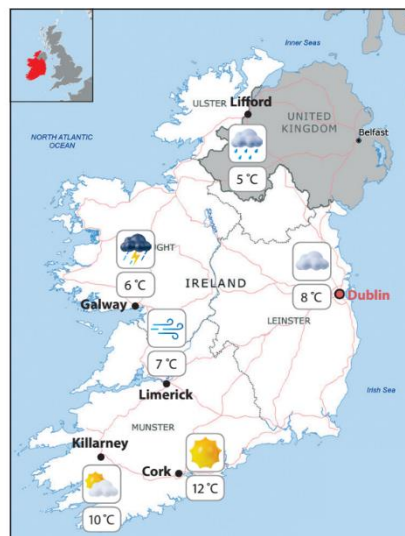 Inner Seas
ULSTER
Lifford
UNITED
KINGDOM
Belfast
NORTH ATLANTIC
OCEAN
5 °C
IGHT
6 °C
IRELAND
Galway
8 °C
Dublin
LEINSTER
7 °C
Limerick
Irish Sea
MUNSTER
Killarney
Cork
12 °C
10 °C